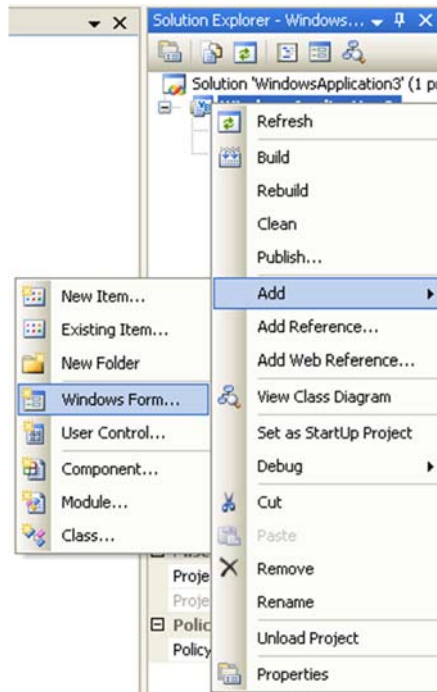 Solution Explorer - Windows...
Solution 'WindowsApplication3' (1 p
Refresh
Build
Rebuild
Clean
Publish...
Add
Add Reference...
Add Web Reference...
View Class Diagram
Set as StartUp Project
Debug
Cut
Paste
Remove
Rename
Unload Project
Properties
New Item...
Existing Item...
New Folder
Windows Form...
User Control...
Component...
Module...
Class...
Proje
Proje
Polic
Policy